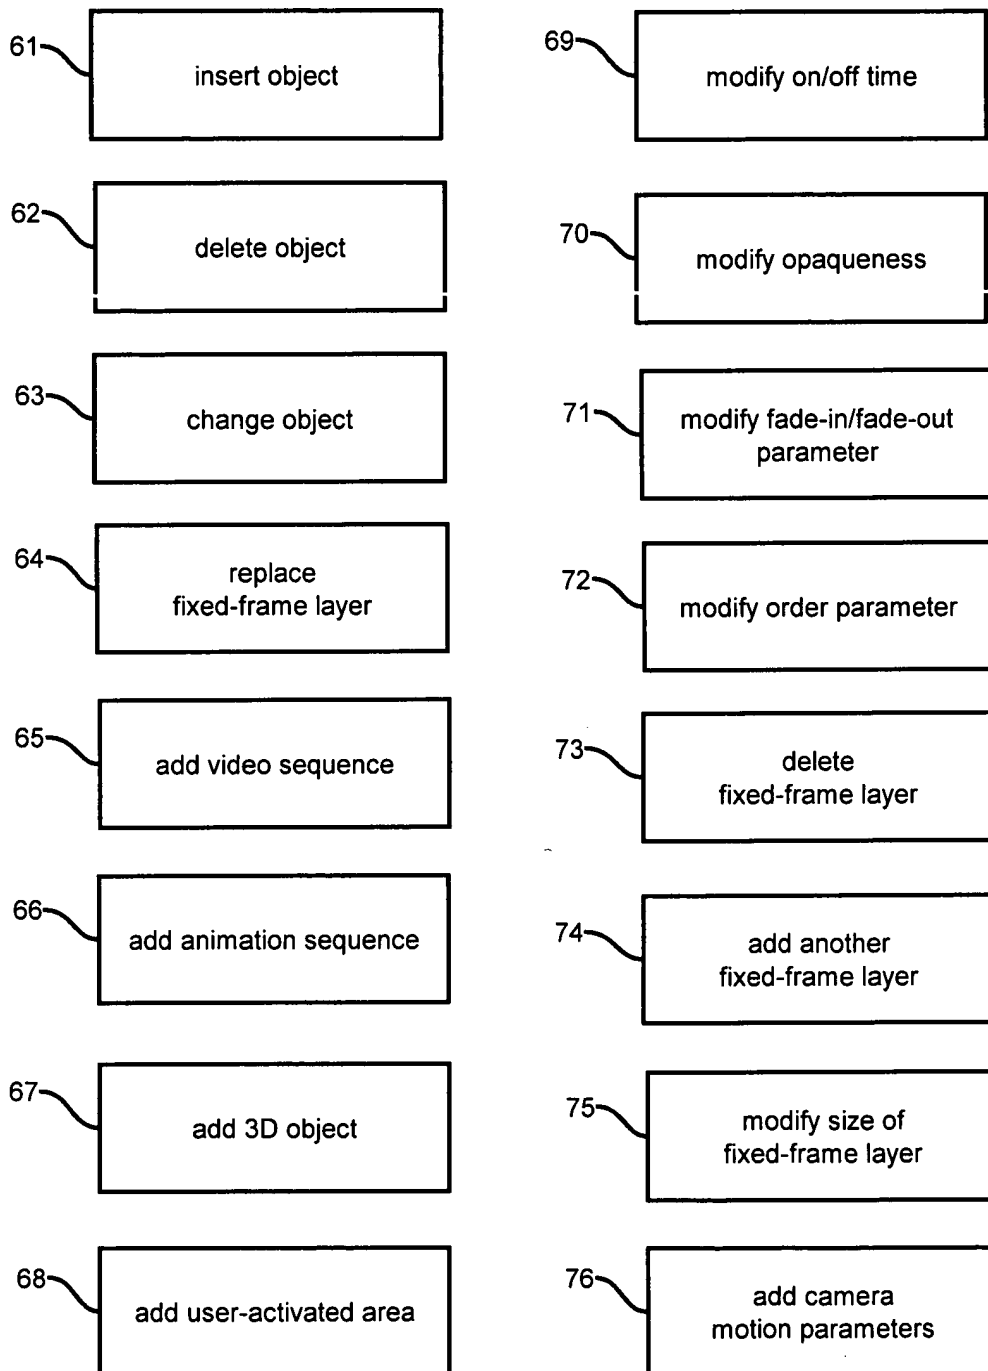 61
insert object
62
delete object
63
change object
64
replace
fixed-frame layer
65
add video sequence
66
add animation sequence
67
add 3D object
68
add user-activated area
69
modify on/off time
70
modify opaqueness
71
modify fade-in/fade-out
parameter
72
modify order parameter
73
delete
fixed-frame layer
74
add another
fixed-frame layer
75
modify size of
fixed-frame layer
76
add camera
motion parameters